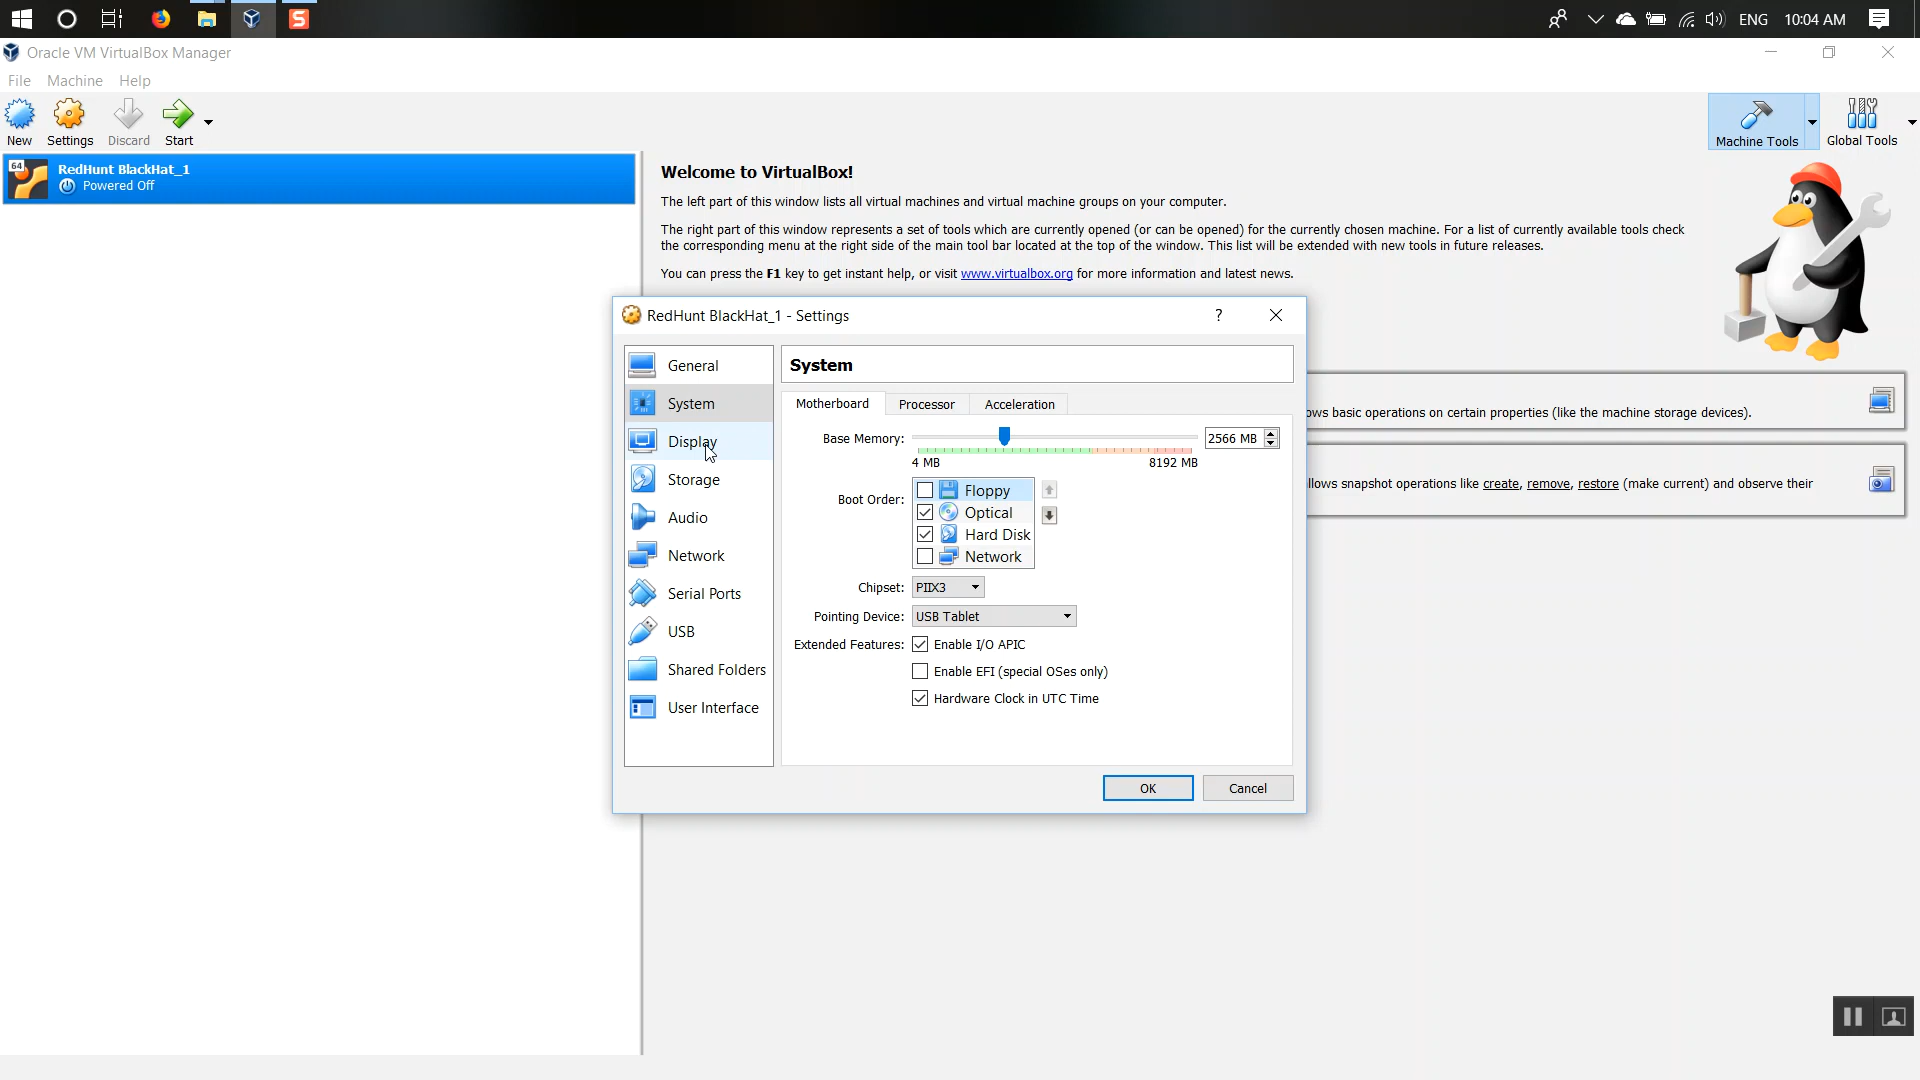 ENG 10:04 AM
Oracle VM VirtualBox Manager
File Machine Help
New Settings Discard Start
Machine Tools Global Tools
64
RedHunt BlackHat_1
Powered Off
Welcome to VirtualBox!
The left part of this window lists all virtual machines and virtual machine groups on your computer.
The right part of this window represents a set of tools which are currently opened (or can be opened) for the currently chosen machine. For a list of currently available tools check
the corresponding menu at the right side of the main tool bar located at the top of the window. This list will be extended with new tools in future releases.
You can press the F1 key to get instant help, or visit www.virtualbox.org for more information and latest news.
RedHunt BlackHat_1 - Settings ?
General
System
Display
Storage
Audio
Network
Serial Ports
USB
Shared Folders
User Interface
System
Motherboard Processor Acceleration
Base Memory: 2566 MB
4 MB 8192 MB
Boot Order:
Floppy
Optical
Hard Disk
Network
Chipset: PIIX3
Pointing Device: USB Tablet
Extended Features: Enable I/O APIC
Enable EFI (special OSes only)
Hardware Clock in UTC Time
OK Cancel
ows basic operations on certain properties (like the machine storage devices).
llows snapshot operations like create, remove, restore (make current) and observe their